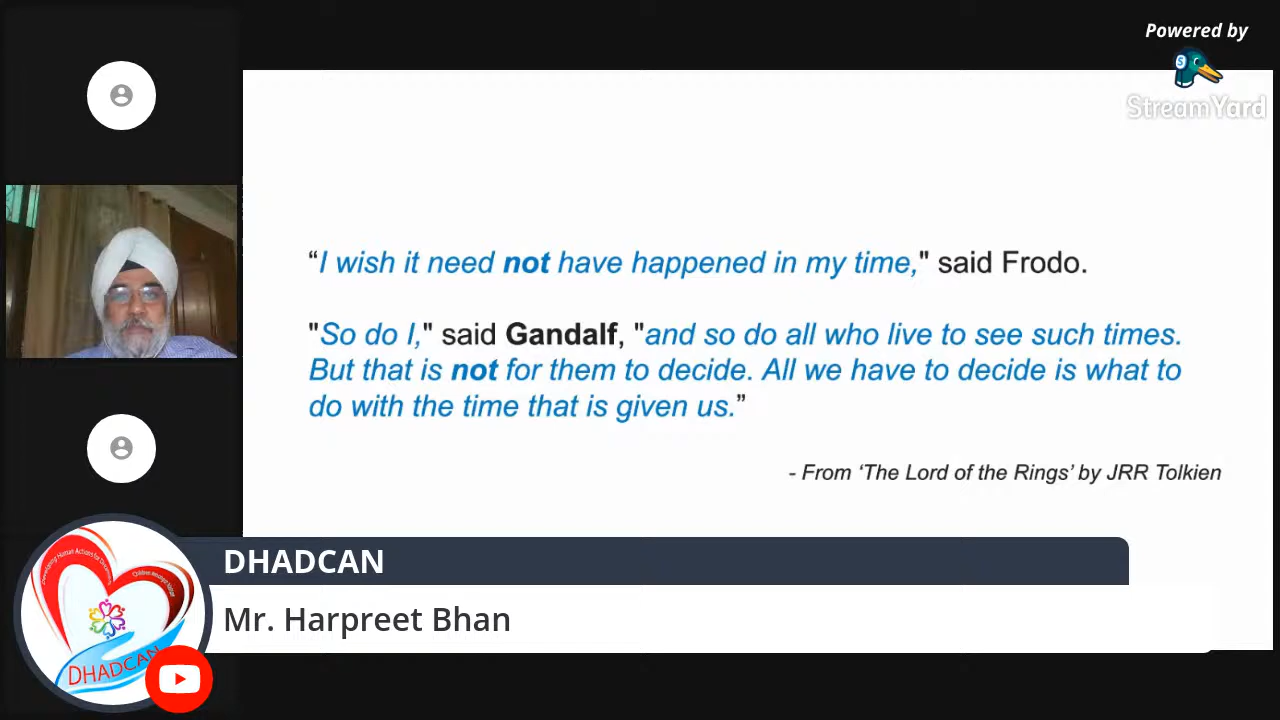 Powered by
StreamYard
“I wish it need not have happened in my time," said Frodo.
"So do I," said Gandalf, "and so do all who live to see such times.
But that is not for them to decide. All we have to decide is what to
do with the time that is given us.”
- From ‘The Lord of the Rings’ by JRR Tolkien
DHADCAN
Mr. Harpreet Bhan
DHADCAN